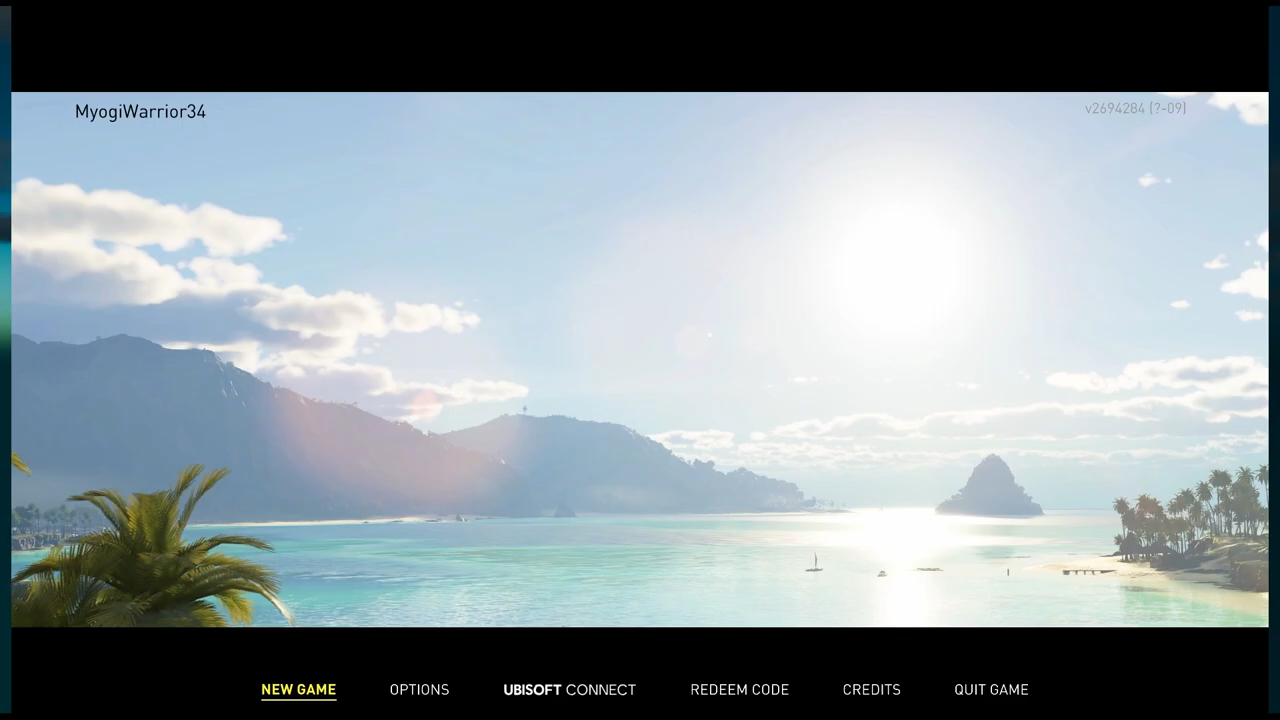 MyogiWarrior34
v2694284 (?-09)
NEW GAME OPTIONS UBISOFT CONNECT REDEEM CODE CREDITS QUIT GAME